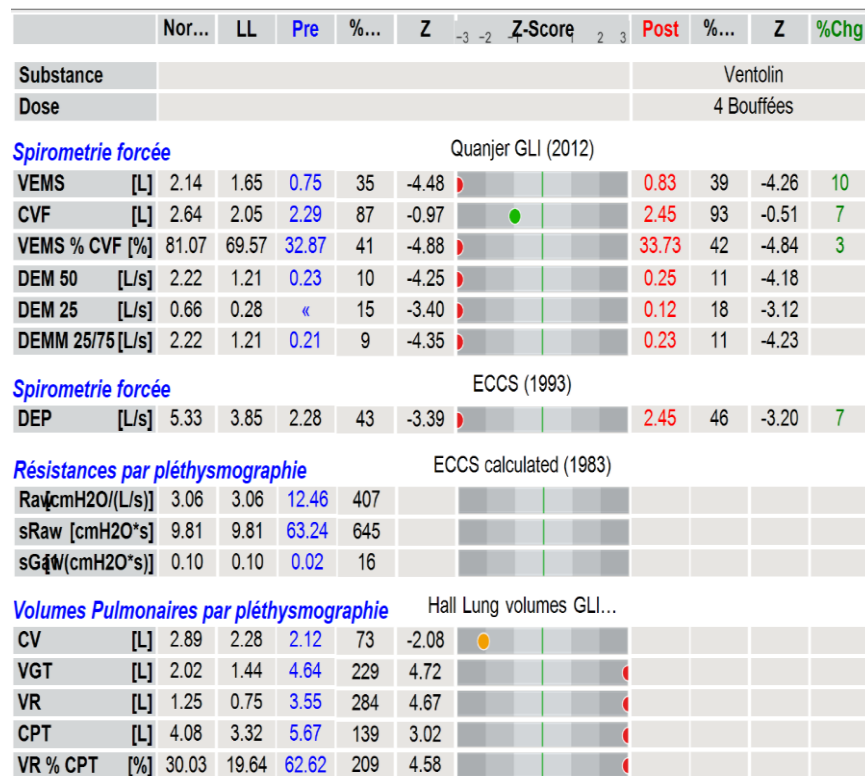 Nor... LL Pre %... Z -3 -2 -1 Z-Score 1 2 3 Post %... Z %Chg
Substance Ventolin
Dose 4 Bouffées
Spirometrie forcée Quanjer GLI (2012)
VEMS [L] 2.14 1.65 0.75 35 -4.48 0.83 39 -4.26 10
CVF [L] 2.64 2.05 2.29 87 -0.97 2.45 93 -0.51 7
VEMS % CVF [%] 81.07 69.57 32.87 41 -4.88 33.73 42 -4.84 3
DEM 50 [L/s] 2.22 1.21 0.23 10 -4.25 0.25 11 -4.18
DEM 25 [L/s] 0.66 0.28 « 15 -3.40 0.12 18 -3.12
DEMM 25/75 [L/s] 2.22 1.21 0.21 9 -4.35 0.23 11 -4.23
Spirometrie forcée ECCS (1993)
DEP [L/s] 5.33 3.85 2.28 43 -3.39 2.45 46 -3.20 7
Résistances par pléthysmographie ECCS calculated (1983)
Raw[cmH2O/(L/s)] 3.06 3.06 12.46 407
sRaw [cmH2O*s] 9.81 9.81 63.24 645
sGaw[1/(cmH2O*s)] 0.10 0.10 0.02 16
Volumes Pulmonaires par pléthysmographie Hall Lung volumes GLI...
CV [L] 2.89 2.28 2.12 73 -2.08
VGT [L] 2.02 1.44 4.64 229 4.72
VR [L] 1.25 0.75 3.55 284 4.67
CPT [L] 4.08 3.32 5.67 139 3.02
VR % CPT [%] 30.03 19.64 62.62 209 4.58